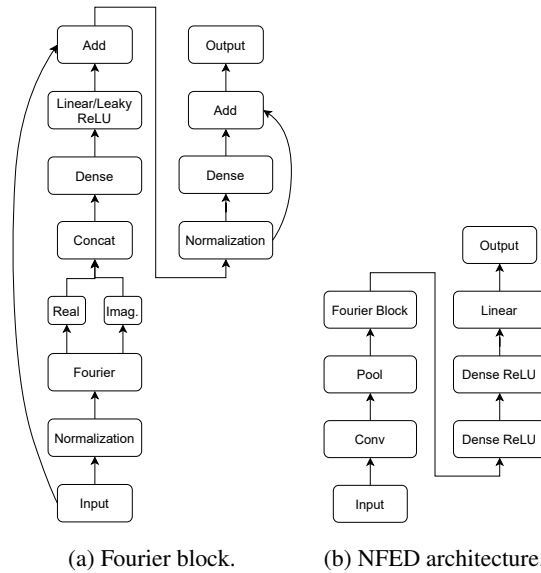 Add
Linear/Leaky
ReLU
Dense
Concat
Real
Imag.
Fourier
Normalization
Input
Output
Add
Dense
Normalization
(a) Fourier block.
Fourier Block
Pool
Conv
Input
Output
Linear
Dense ReLU
Dense ReLU
(b) NFED architecture.